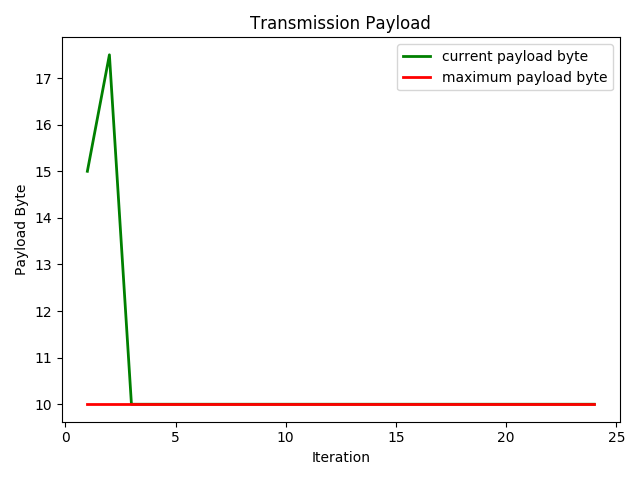 Transmission Payload
current payload byte
maximum payload byte
Payload Byte
17
16
15
14
13
12
11
10
0
5
10
15
20
25
Iteration